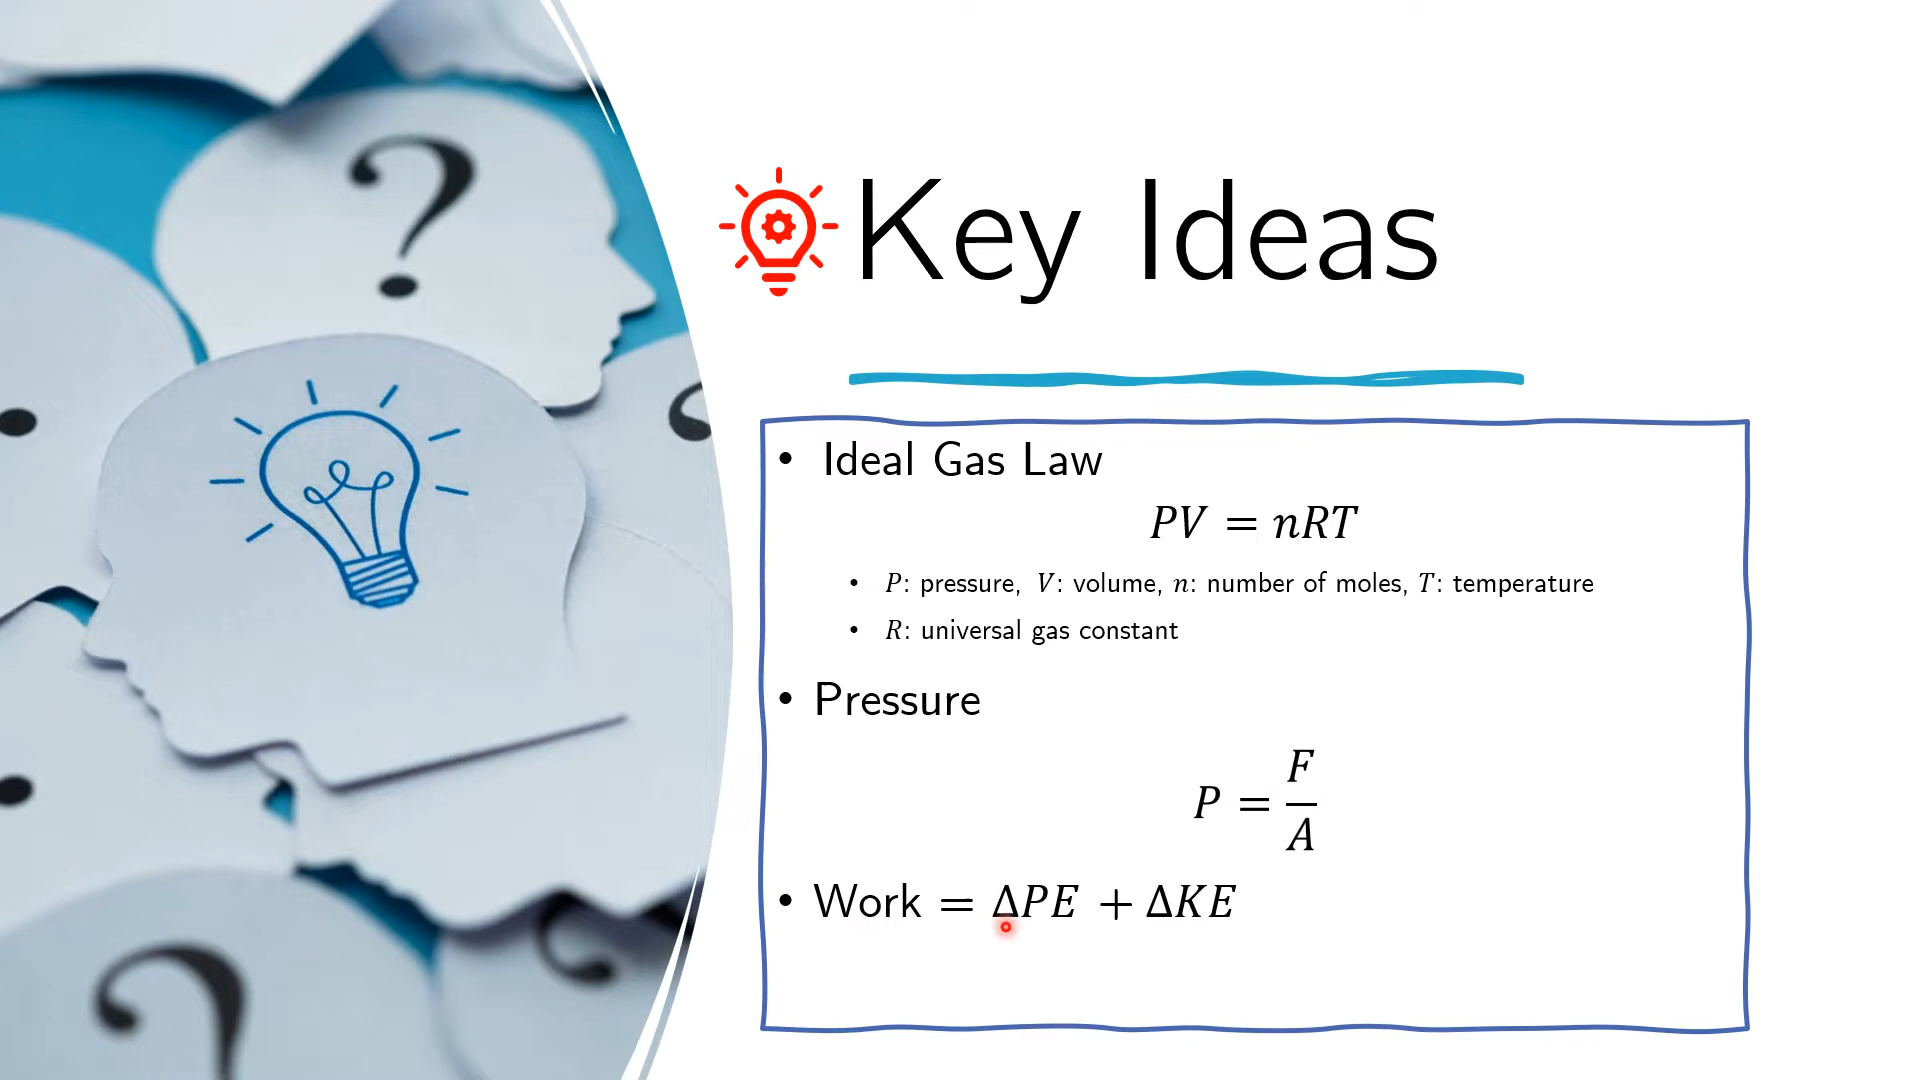 ?
Key Ideas
• Ideal Gas Law
PV = nRT
• P: pressure, V: volume, n: number of moles, T: temperature
• R: universal gas constant
• Pressure
P = F/A
• Work = ΔPE + ΔKE
?